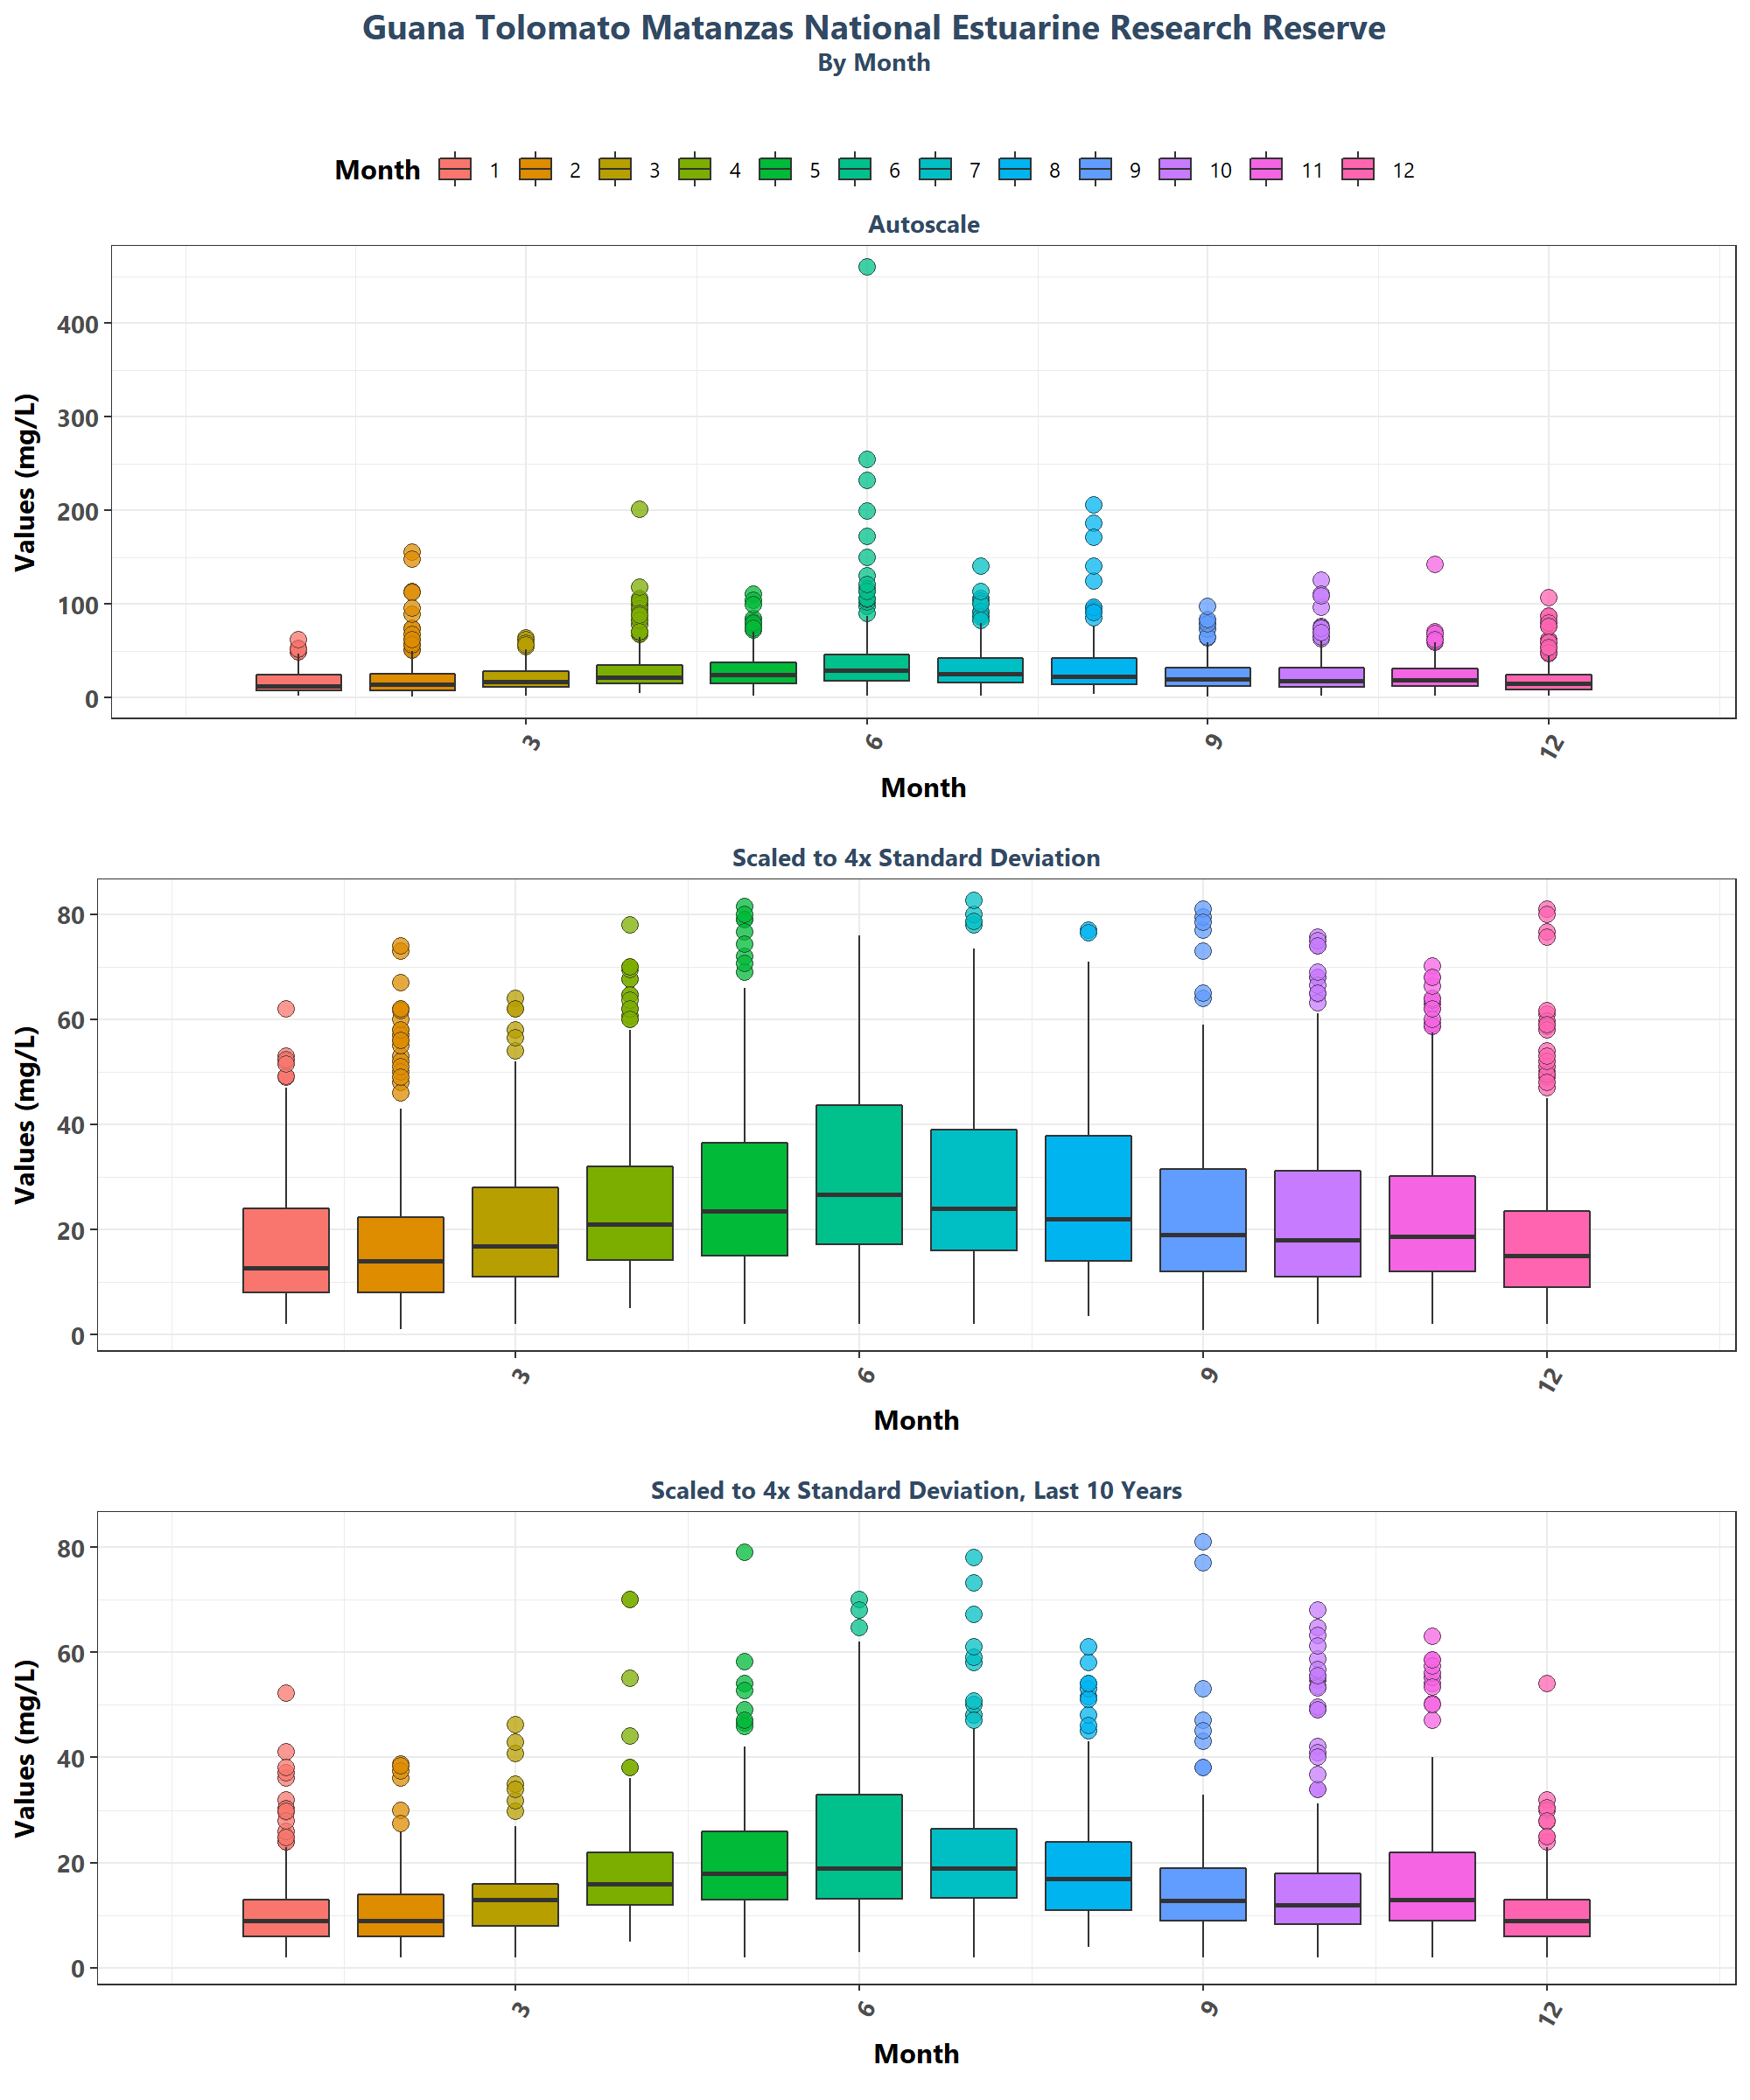 Guana Tolomato Matanzas National Estuarine Research Reserve
By Month
Month 1 2 3 4 5 6 7 8 9 10 11 12
Autoscale
Values (mg/L)
400
300
200
100
0
3 6 9 12
Month
Scaled to 4x Standard Deviation
Values (mg/L)
80
60
40
20
0
3 6 9 12
Month
Scaled to 4x Standard Deviation, Last 10 Years
Values (mg/L)
80
60
40
20
0
3 6 9 12
Month